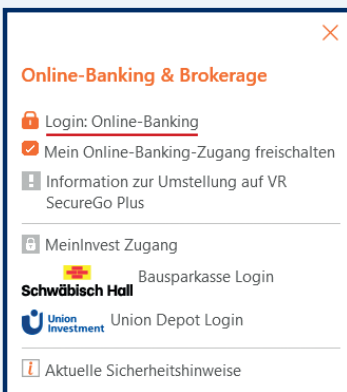 Online-Banking & Brokerage
Login: Online-Banking
Mein Online-Banking-Zugang freischalten
Information zur Umstellung auf VR
SecureGo Plus
MeinInvest Zugang
Schwäbisch Hall Bausparkasse Login
Union Investment Union Depot Login
Aktuelle Sicherheitshinweise